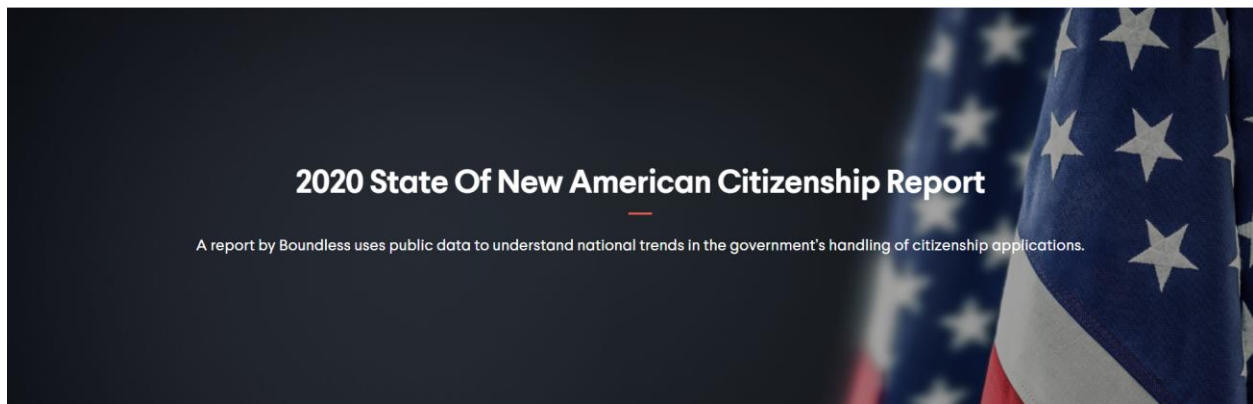 2020 State Of New American Citizenship Report
A report by Boundless uses public data to understand national trends in the government's handling of citizenship applications.